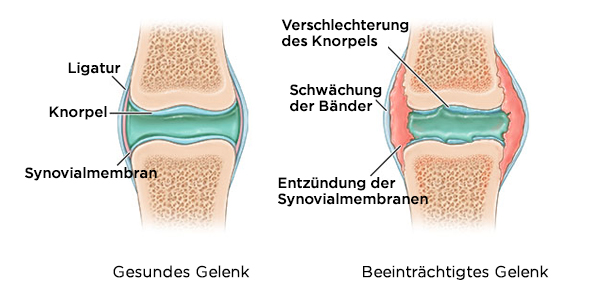 Ligatur
Knorpel
Synovialmembran
Gesundes Gelenk
Verschlechterung
des Knorpels
Schwächung
der Bänder
Entzündung der
Synovialmembranen
Beeinträchtigtes Gelenk